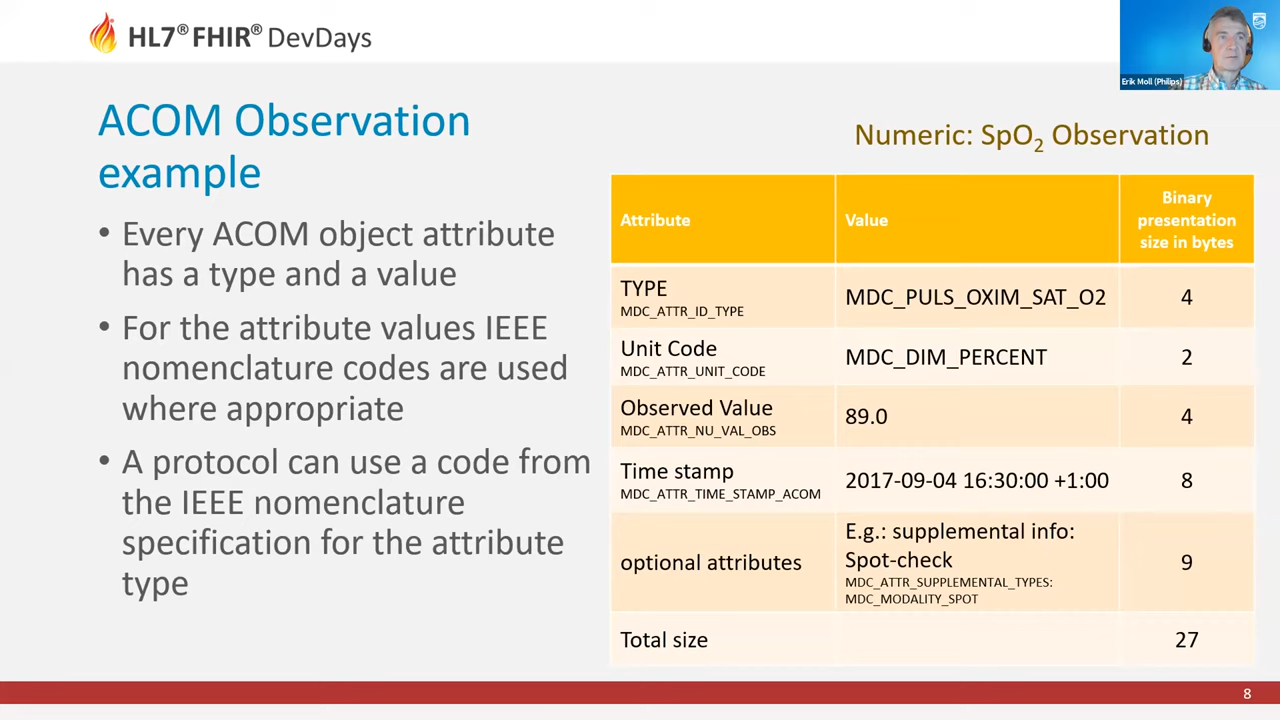 HL7® FHIR® DevDays
Erik Moll (Philips)
ACOM Observation
example
• Every ACOM object attribute
has a type and a value
• For the attribute values IEEE
nomenclature codes are used
where appropriate
• A protocol can use a code from
the IEEE nomenclature
specification for the attribute
type
Numeric: SpO₂ Observation
Attribute
Value
Binary
presentation
size in bytes
TYPE
MDC_ATTR_ID_TYPE
MDC_PULS_OXIM_SAT_O2
4
Unit Code
MDC_ATTR_UNIT_CODE
MDC_DIM_PERCENT
2
Observed Value
MDC_ATTR_NU_VAL_OBS
89.0
4
Time stamp
MDC_ATTR_TIME_STAMP_ACOM
2017-09-04 16:30:00 +1:00
8
optional attributes
E.g.: supplemental info:
Spot-check
MDC_ATTR_SUPPLEMENTAL_TYPES:
MDC_MODALITY_SPOT
9
Total size
27
8